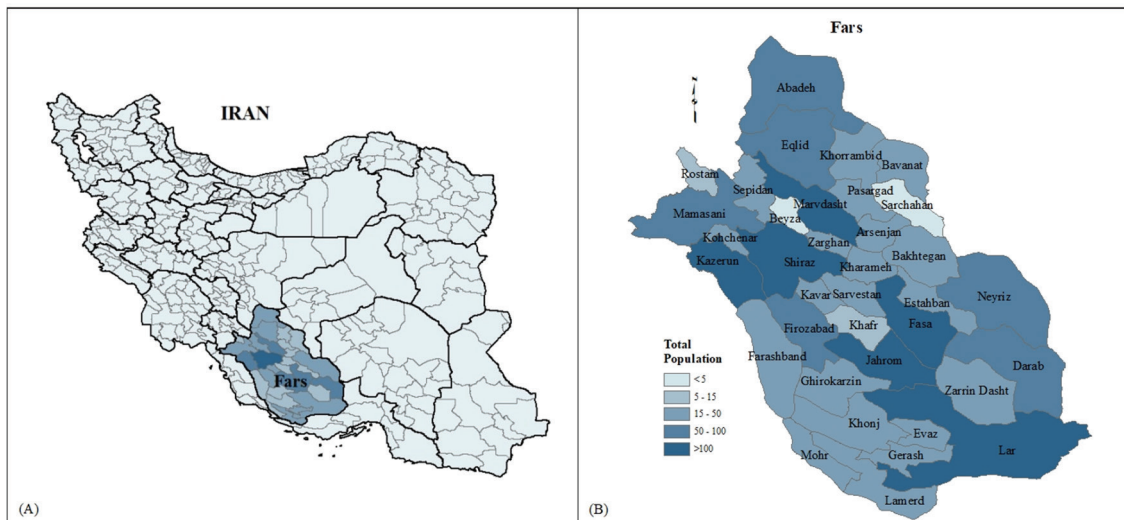 IRAN
Fars
(A)
Fars
Abadeh
Eqlid
Khorrambid
Bavanat
Rostam
Sepidan
Pasargad
Marvdasht
Sarchahan
Mamasani
Beyza
Arsenjan
Kohchenar
Zarghan
Bakhtegan
Kazerun
Shiraz
Kharameh
Kavar
Sarvestan
Estahban
Neyriz
Firozabad
Khafr
Fasa
Farashband
Jahrom
Darab
Ghirokarzin
Zarrin Dasht
Khonj
Evaz
Mohr
Gerash
Lar
Lamerd
Total
Population
<5
5 - 15
15 - 50
50 - 100
>100
(B)